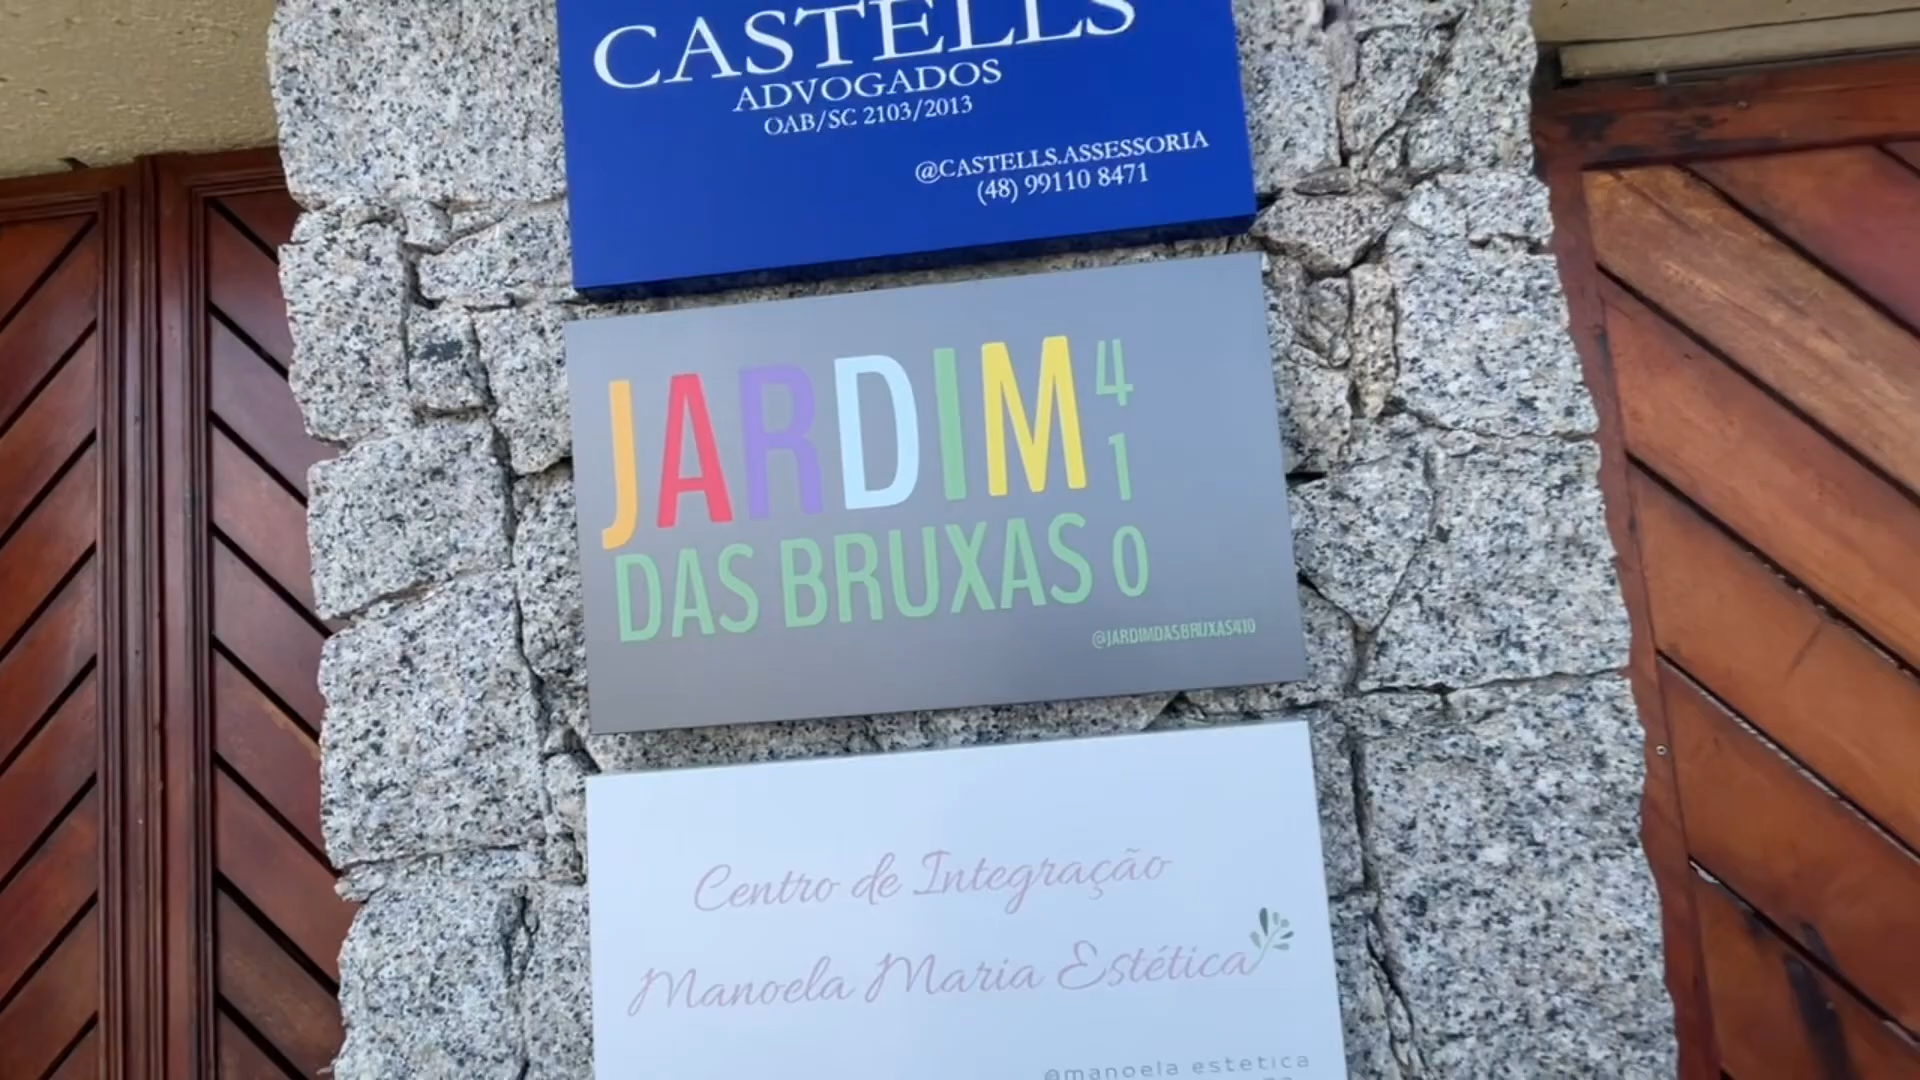 CASTELLS
ADVOGADOS
OAB/SC 2103/2013
@CASTELLS.ASSESSORIA
(48) 99110 8471
JARDIM 410
DAS BRUXAS
@JARDIMDASBRUXAS410
Centro de Integração
Manoela Maria Estética
@manoela estetica